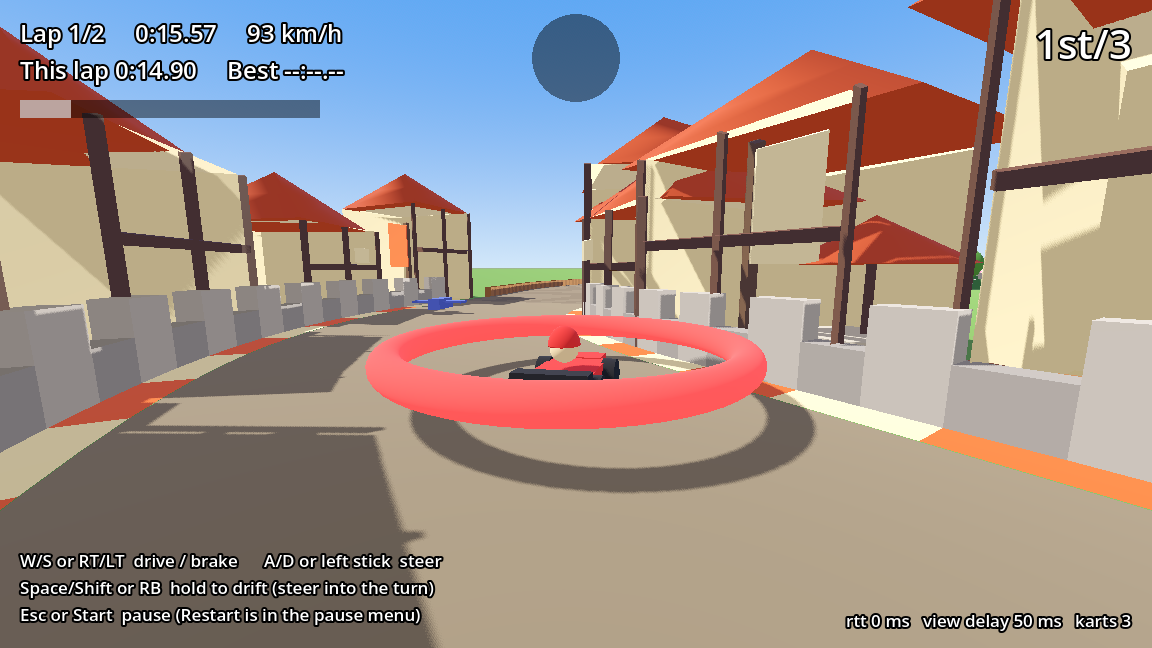 Lap 1/2 0:15.57 93 km/h
1st/3
This lap 0:14.90 Best --:--.--
W/S or RT/LT drive / brake A/D or left stick steer
Space/Shift or RB hold to drift (steer into the turn)
Esc or Start pause (Restart is in the pause menu)
rtt 0 ms view delay 50 ms karts 3